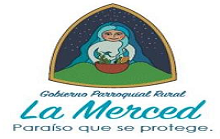 Gobierno Parroquial Rural
La Merced
Paraíso que se protege.